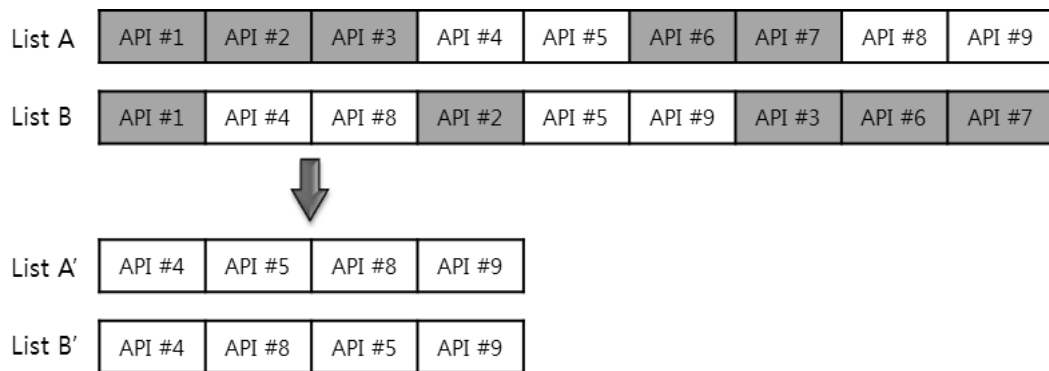 List A API #1 API #2 API #3 API #4 API #5 API #6 API #7 API #8 API #9
List B API #1 API #4 API #8 API #2 API #5 API #9 API #3 API #6 API #7
List A′ API #4 API #5 API #8 API #9
List B′ API #4 API #8 API #5 API #9